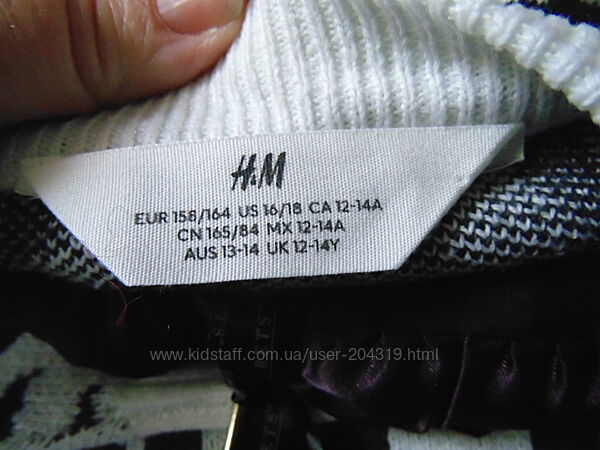 H&M
EUR 158/164 US 16/18 CA 12-14A
CN 165/84 MX 12-14A
AUS 13-14 UK 12-14Y
www.kidstaff.com.ua/user-204319.html